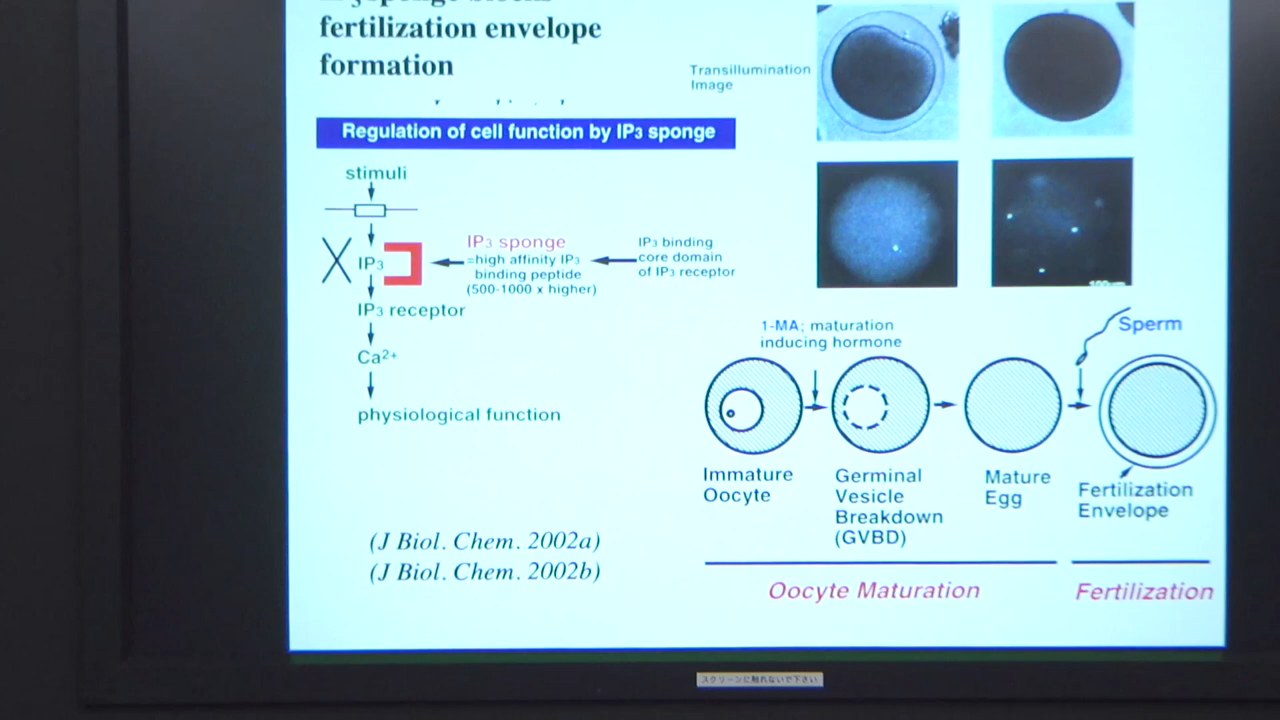 fertilization envelope
formation
Transillumination
Image
Regulation of cell function by IP3 sponge
stimuli
IP3
IP3 sponge
=high affinity IP3
binding peptide
(500-1000 x higher)
IP3 binding
core domain
of IP3 receptor
IP3 receptor
Ca2+
physiological function
(J Biol. Chem. 2002a)
(J Biol. Chem. 2002b)
1-MA; maturation
inducing hormone
Sperm
Immature
Oocyte
Germinal
Vesicle
Breakdown
(GVBD)
Mature
Egg
Fertilization
Envelope
Oocyte Maturation
Fertilization
スクリーンに触れないで下さい